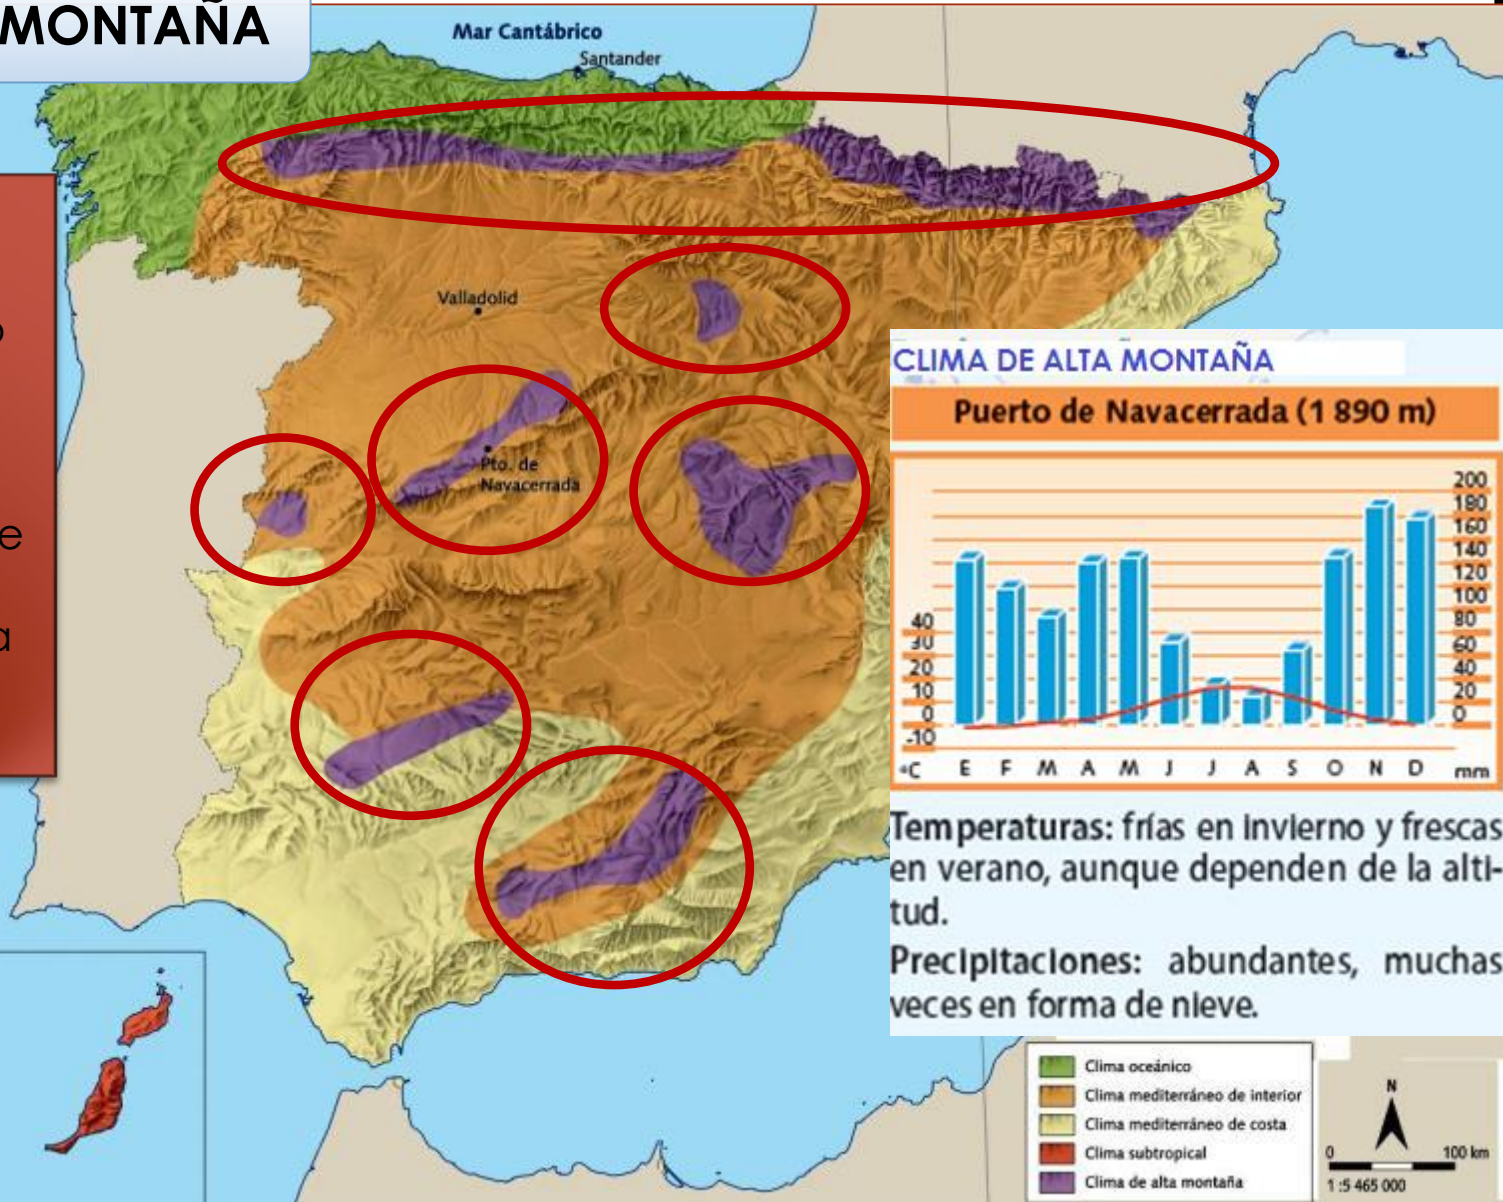 MONTAÑA
Mar Cantábrico
Santander
Valladolid
Pto. de
Navacerrada
o
e
a
CLIMA DE ALTA MONTAÑA
Puerto de Navacerrada (1 890 m)
200
180
160
140
120
100
80
60
40
20
0
40
30
20
10
0
-10
°C E F M A M J J A S O N D mm
Temperaturas: frías en invierno y frescas
en verano, aunque dependen de la alti-
tud.
Precipitaciones: abundantes, muchas
veces en forma de nieve.
Clima oceánico
Clima mediterráneo de interior
Clima mediterráneo de costa
Clima subtropical
Clima de alta montaña
N
0 100 km
1 :5 465 000